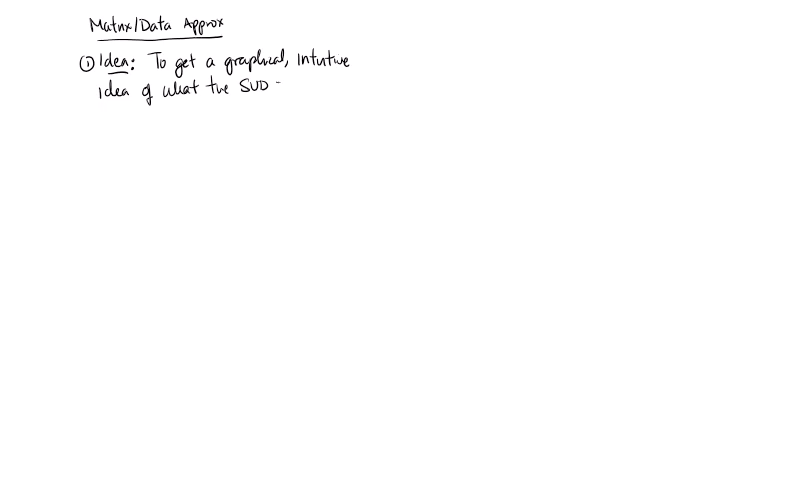 Matrix/Data Approx
① Idea: To get a graphical, intuitive
idea of what the SVD -